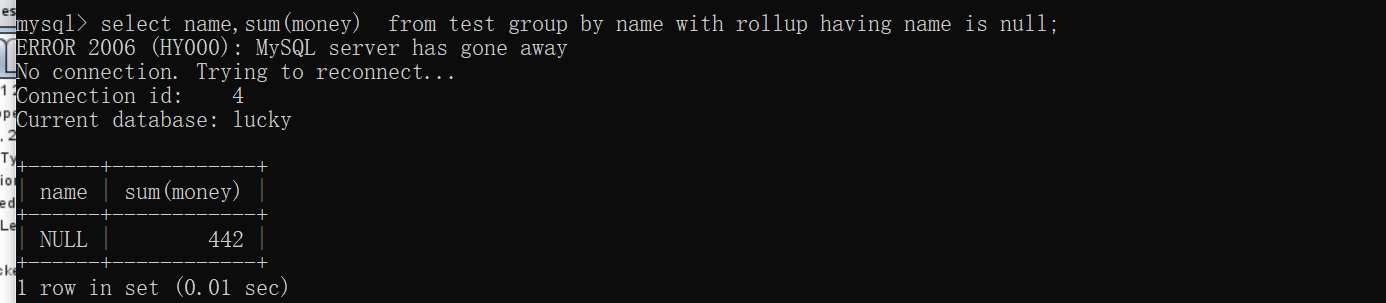 mysql> select name,sum(money)  from test group by name with rollup having name is null;
ERROR 2006 (HY000): MySQL server has gone away
No connection. Trying to reconnect...
Connection id:    4
Current database: lucky
+------+------------+
| name | sum(money) |
+------+------------+
| NULL |        442 |
+------+------------+
1 row in set (0.01 sec)